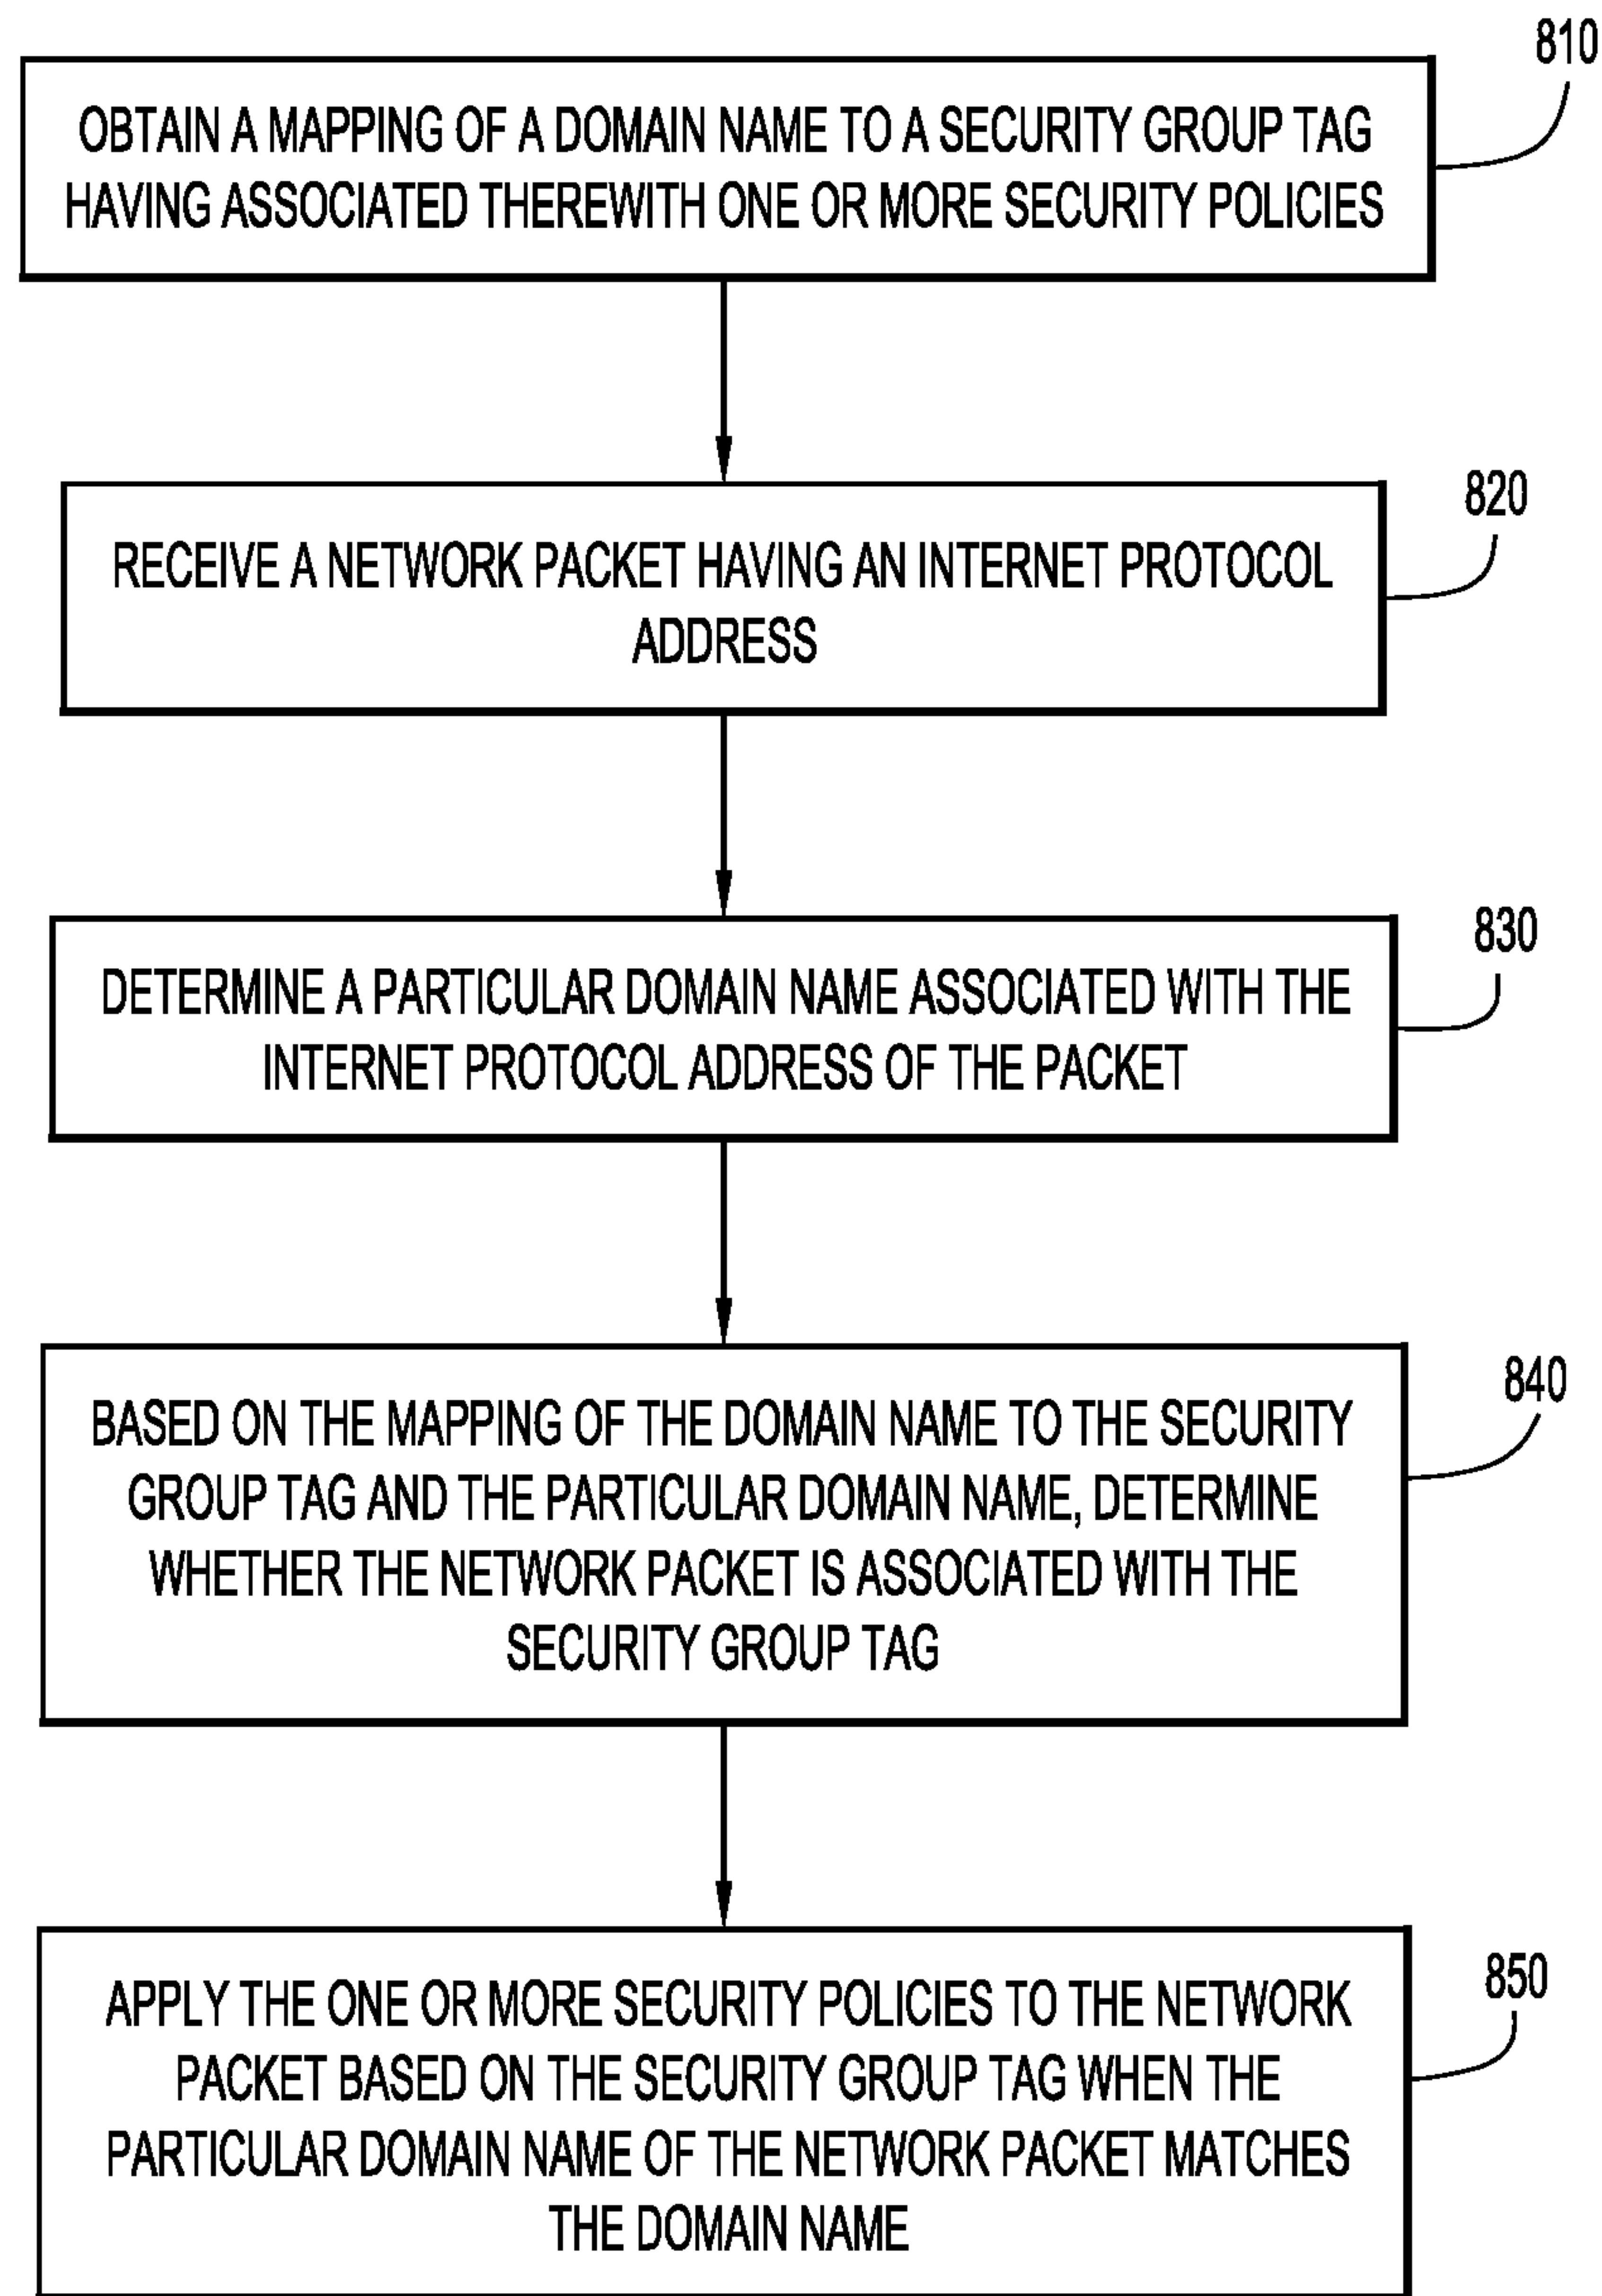 810
OBTAIN A MAPPING OF A DOMAIN NAME TO A SECURITY GROUP TAG
HAVING ASSOCIATED THEREWITH ONE OR MORE SECURITY POLICIES
820
RECEIVE A NETWORK PACKET HAVING AN INTERNET PROTOCOL
ADDRESS
830
DETERMINE A PARTICULAR DOMAIN NAME ASSOCIATED WITH THE
INTERNET PROTOCOL ADDRESS OF THE PACKET
840
BASED ON THE MAPPING OF THE DOMAIN NAME TO THE SECURITY
GROUP TAG AND THE PARTICULAR DOMAIN NAME, DETERMINE
WHETHER THE NETWORK PACKET IS ASSOCIATED WITH THE
SECURITY GROUP TAG
850
APPLY THE ONE OR MORE SECURITY POLICIES TO THE NETWORK
PACKET BASED ON THE SECURITY GROUP TAG WHEN THE
PARTICULAR DOMAIN NAME OF THE NETWORK PACKET MATCHES
THE DOMAIN NAME